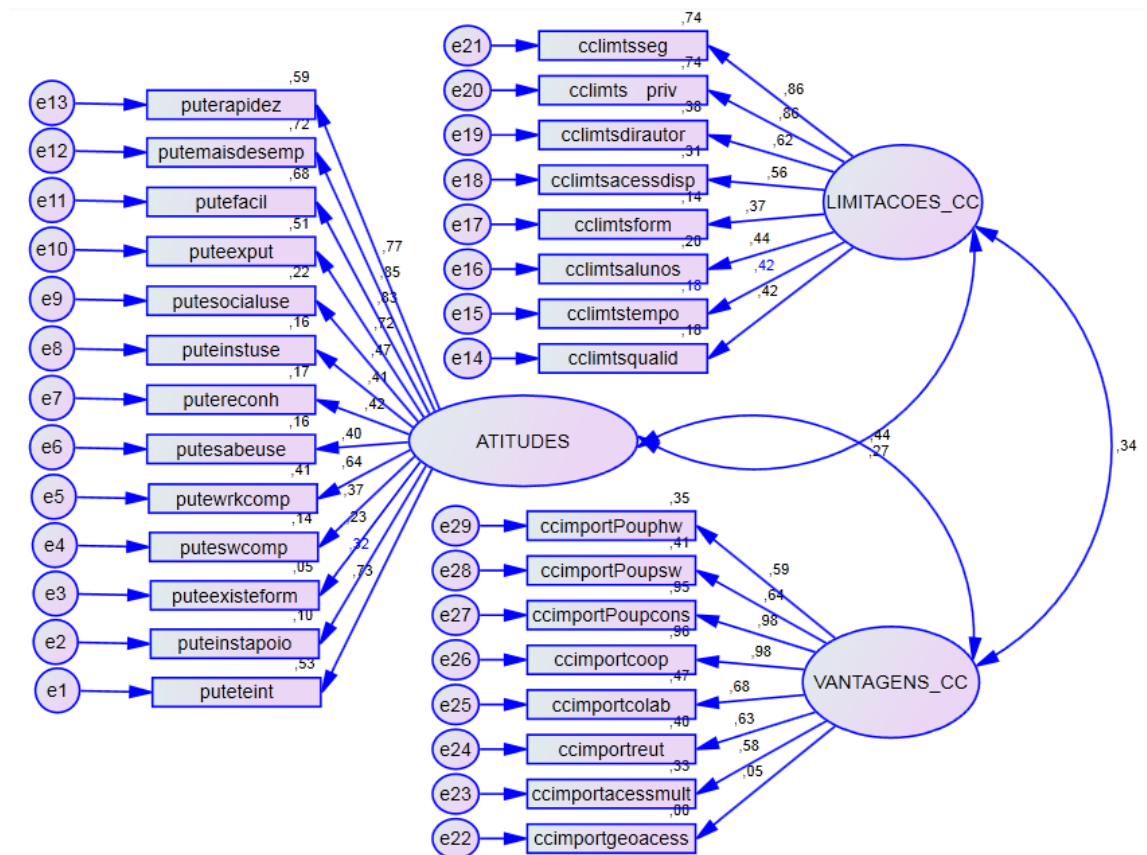 ,59
e13 puterapidez
,72
e12 putemaisdesemp
,68
e11 putefacil
,51
e10 puteexput
,22
e9 putesocialuse
,16
e8 puteinstuse
,17
e7 putereconh
,16
e6 putesabeuse
,41
e5 putewrkcomp
,14
e4 puteswcomp
,05
e3 puteexisteform
,10
e2 puteinstapoio
,53
e1 puteteint
,77
,85
,83
,72
,47
,41
,42
,40
,64
,37
,23
,32
,73
ATITUDES
,74
e21 cclimtsseg
,74
e20 cclimts priv
,38
e19 cclimtsdirautor
,31
e18 cclimtsacessdisp
,14
e17 cclimtsform
,20
e16 cclimtsalunos
,18
e15 cclimtstempo
,18
e14 cclimtsqualid
,86
,86
,62
,56
,37
,44
,42
,42
LIMITACOES_CC
,44
,27
,34
,35
e29 ccimportPouphw
,41
e28 ccimportPoupsw
,95
e27 ccimportPoupcons
,96
e26 ccimportcoop
,47
e25 ccimportcolab
,40
e24 ccimportreut
,33
e23 ccimportacessmult
,00
e22 ccimportgeoacess
,59
,64
,98
,98
,68
,63
,58
,05
VANTAGENS_CC